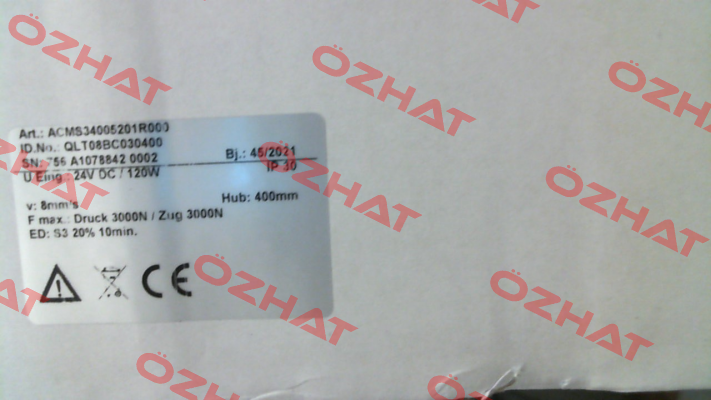 Art.: ACMS34005201R000
ID.No.: QLT08BC030400
SN: 756 A1078842 0002 Bj.: 45/2021
U Eing.: 24V DC / 120W IP 30
v: 8mm/s Hub: 400mm
F max.: Druck 3000N / Zug 3000N
ED: S3 20% 10min.
CE
ÖZHAT
ÖZHAT
ÖZHAT
ÖZHAT
ÖZHAT
ÖZHAT
ÖZHAT
ÖZHAT